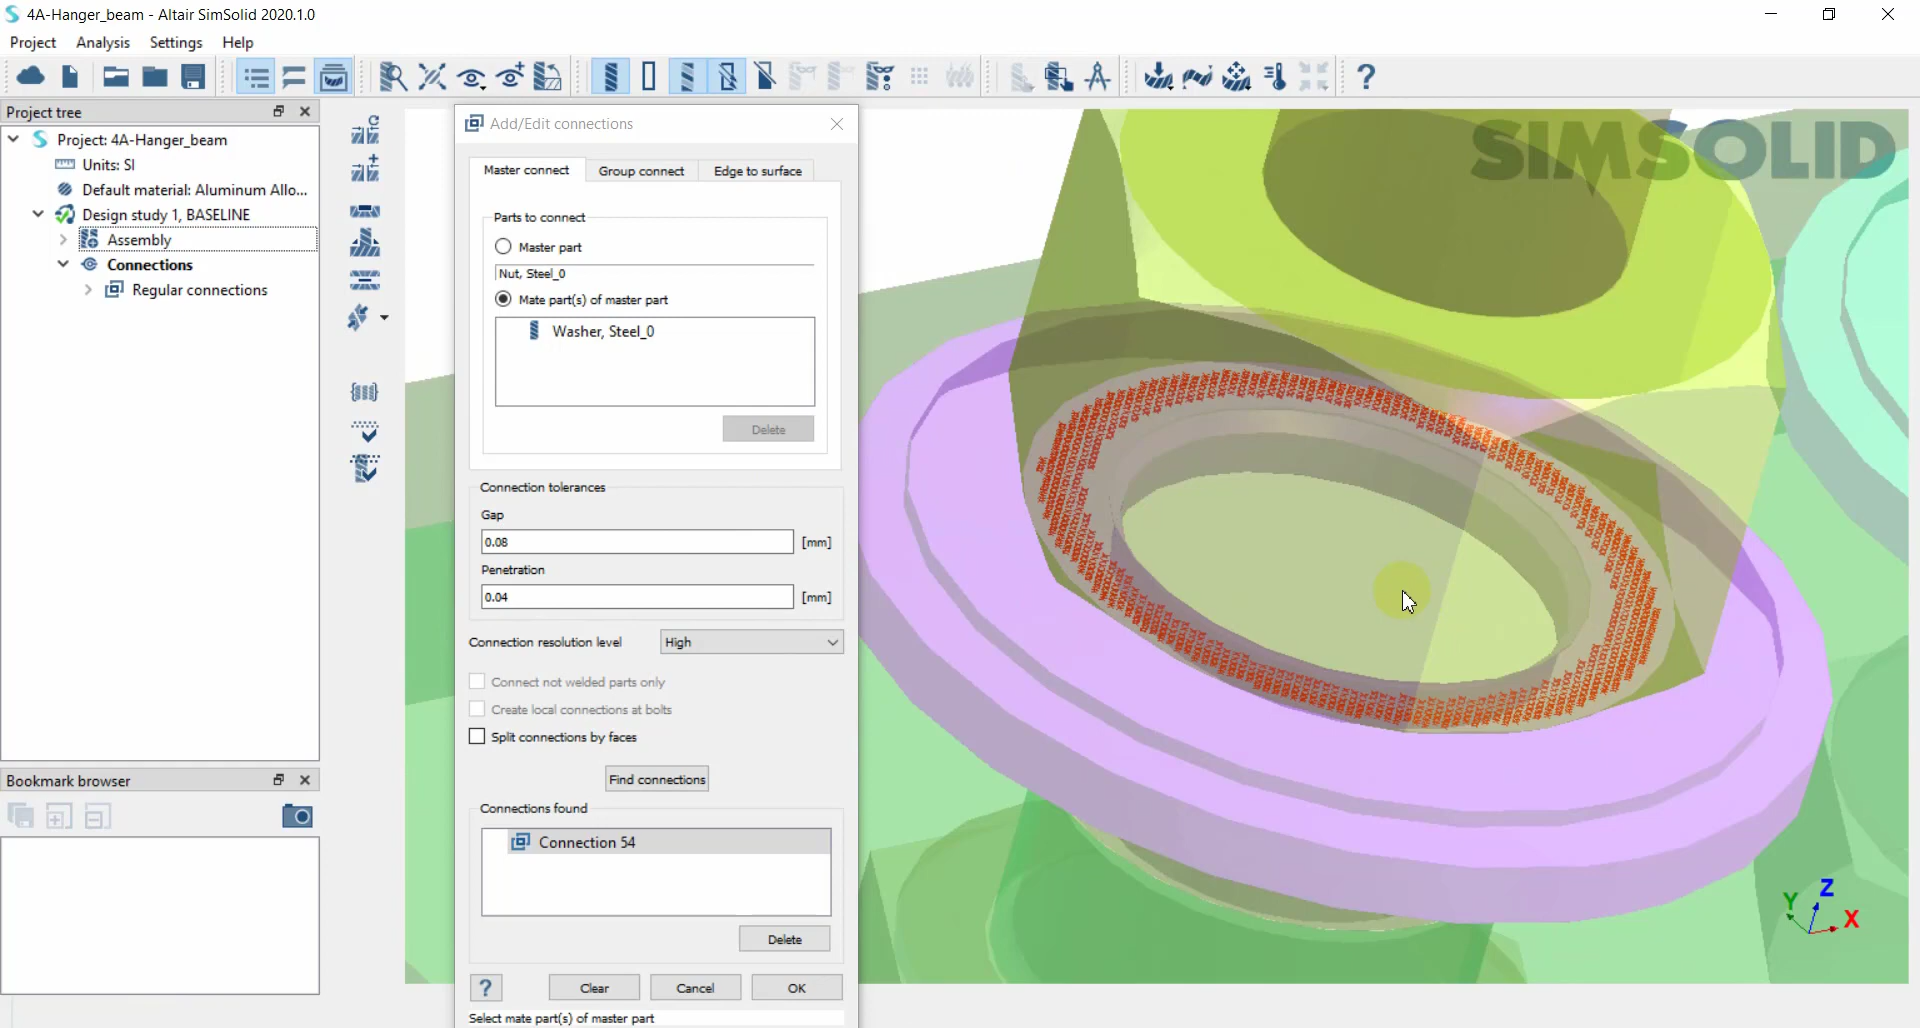 4A-Hanger_beam - Altair SimSolid 2020.1.0
Project Analysis Settings Help
Project tree
Project: 4A-Hanger_beam
Units: SI
Default material: Aluminum Allo...
Design study 1, BASELINE
Assembly
Connections
Regular connections
Bookmark browser
Add/Edit connections
Master connect Group connect Edge to surface
Parts to connect
Master part
Nut, Steel_0
Mate part(s) of master part
Washer, Steel_0
Delete
Connection tolerances
Gap
0.08 [mm]
Penetration
0.04 [mm]
Connection resolution level High
Connect not welded parts only
Create local connections at bolts
Split connections by faces
Find connections
Connections found
Connection 54
Delete
? Clear Cancel OK
Select mate part(s) of master part
SIMSOLID
Y Z X